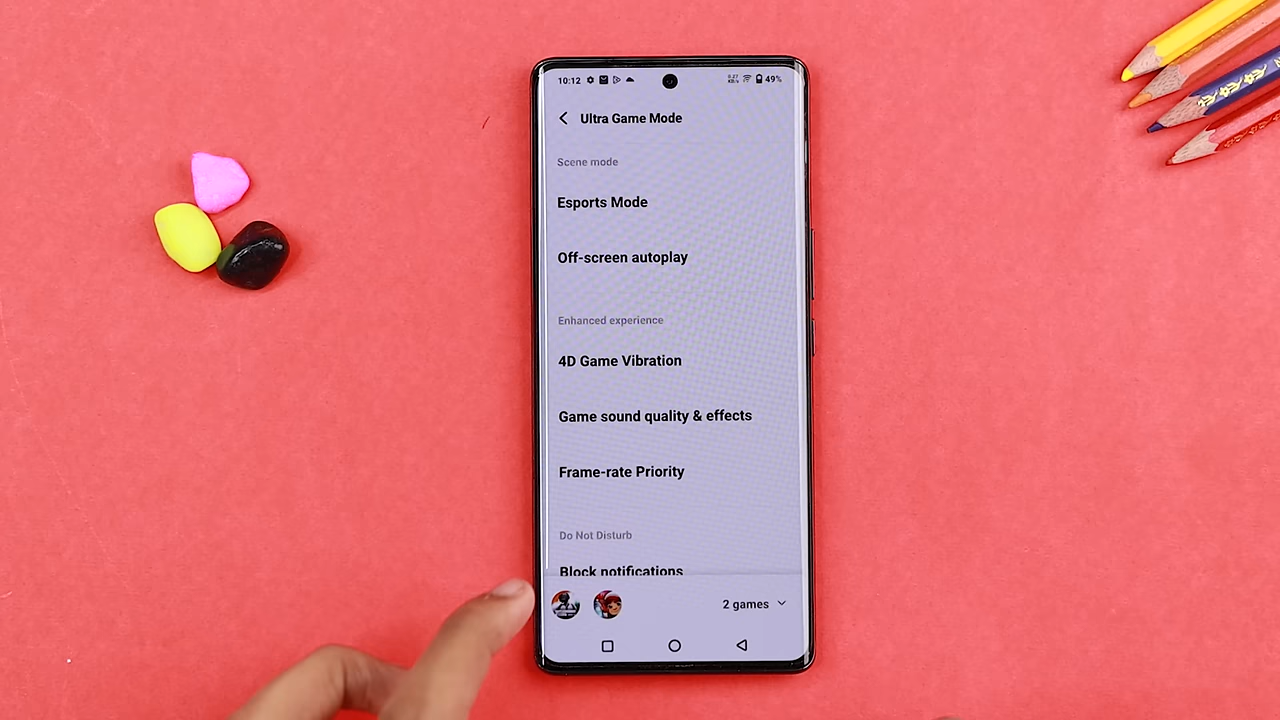 10:12 49%
Ultra Game Mode
Scene mode
Esports Mode
Off-screen autoplay
Enhanced experience
4D Game Vibration
Game sound quality & effects
Frame-rate Priority
Do Not Disturb
Block notifications
2 games